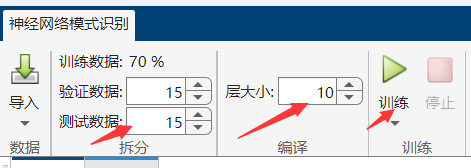 神经网络模式识别
训练数据: 70 %
验证数据: 15
测试数据: 15
层大小: 10
导入
训练
停止
数据
拆分
编译
训练